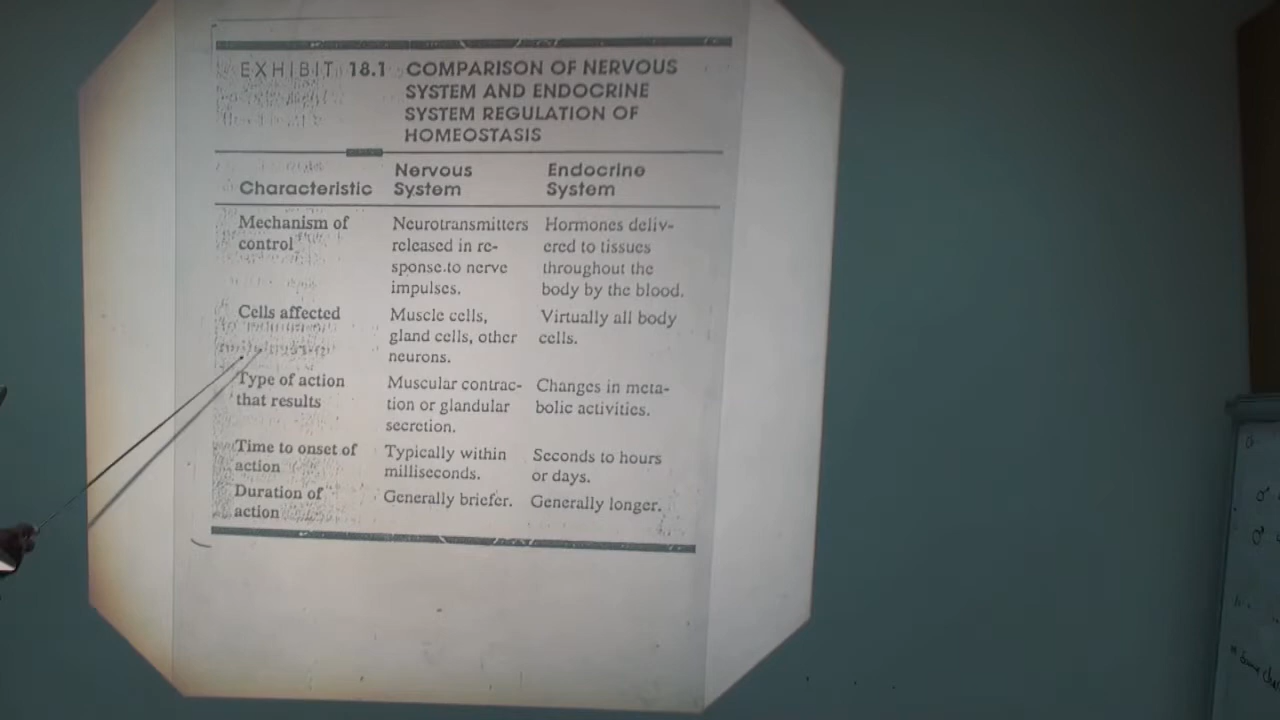 EXHIBIT 18.1 COMPARISON OF NERVOUS
SYSTEM AND ENDOCRINE
SYSTEM REGULATION OF
HOMEOSTASIS
Characteristic Nervous System Endocrine System
Mechanism of control Neurotransmitters released in re-sponse.to nerve impulses. Hormones deliv-ered to tissues throughout the body by the blood.
Cells affected Muscle cells, gland cells, other neurons. Virtually all body cells.
Type of action that results Muscular contrac-tion or glandular secretion. Changes in meta-bolic activities.
Time to onset of action Typically within milliseconds. Seconds to hours or days.
Duration of action Generally briefer. Generally longer.